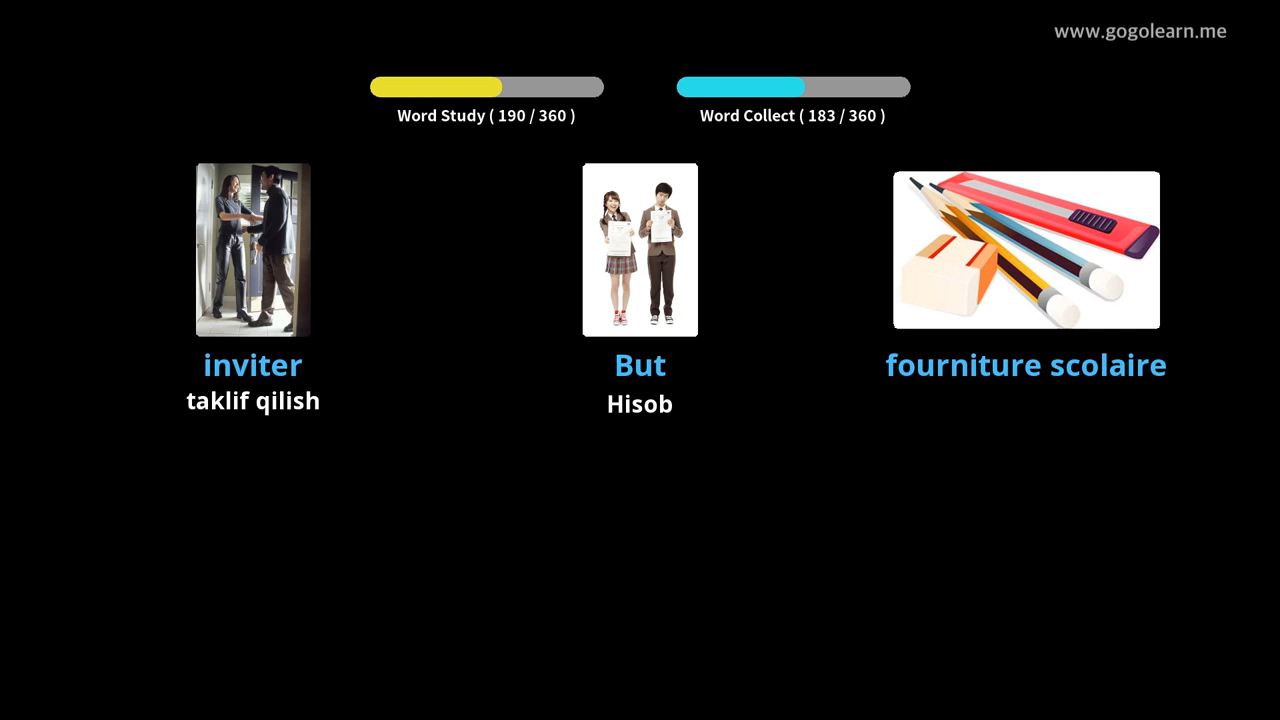 www.gogolearn.me
Word Study ( 190 / 360 )
Word Collect ( 183 / 360 )
inviter
taklif qilish
But
Hisob
fourniture scolaire